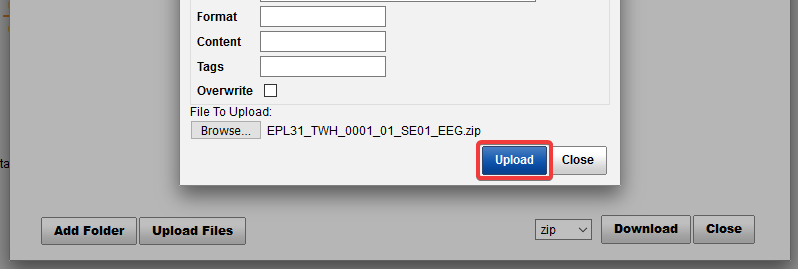 Format
Content
Tags
Overwrite
File To Upload:
Browse... EPL31_TWH_0001_01_SE01_EEG.zip
Upload Close
ta
Add Folder Upload Files zip Download Close